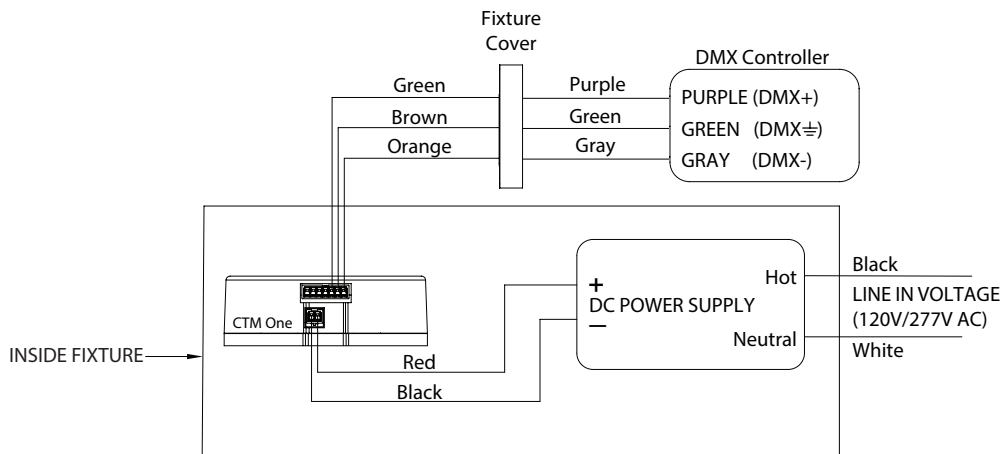 Fixture
Cover
DMX Controller
Green
Purple
PURPLE (DMX+)
Brown
Green
GREEN (DMX⏚)
Orange
Gray
GRAY (DMX-)
Hot
Black
+
DC POWER SUPPLY
LINE IN VOLTAGE
(120V/277V AC)
CTM One
—
Neutral
White
INSIDE FIXTURE
Red
Black